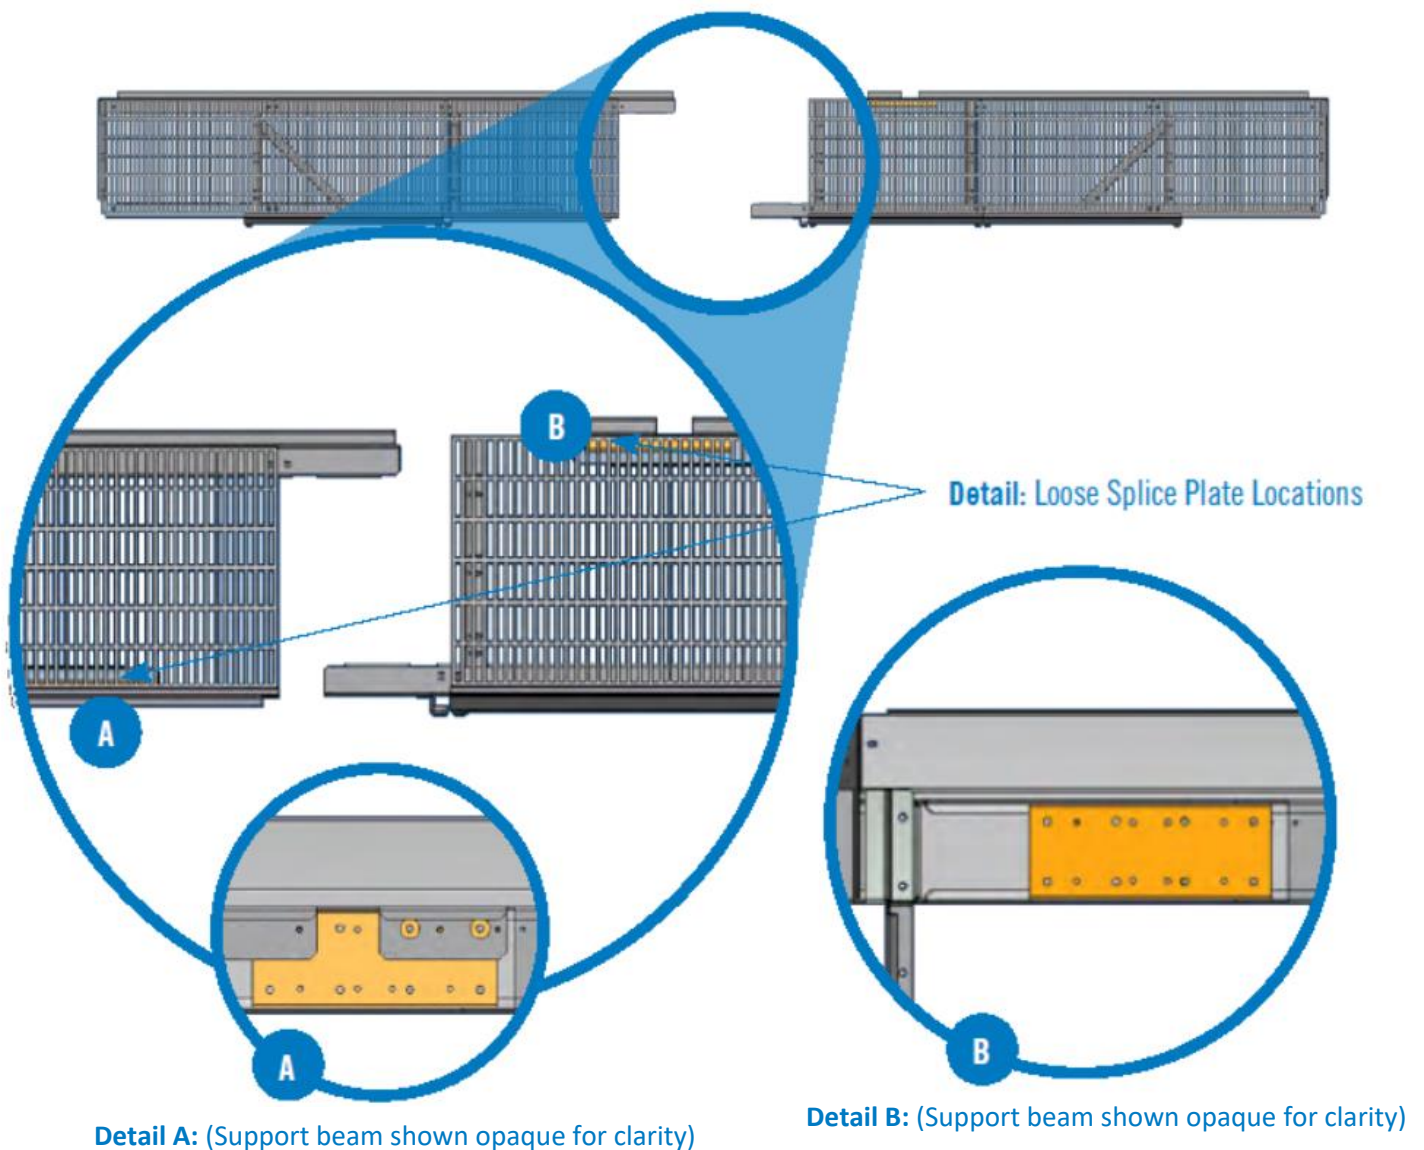 B
Detail: Loose Splice Plate Locations
A
A
B
Detail A: (Support beam shown opaque for clarity)
Detail B: (Support beam shown opaque for clarity)